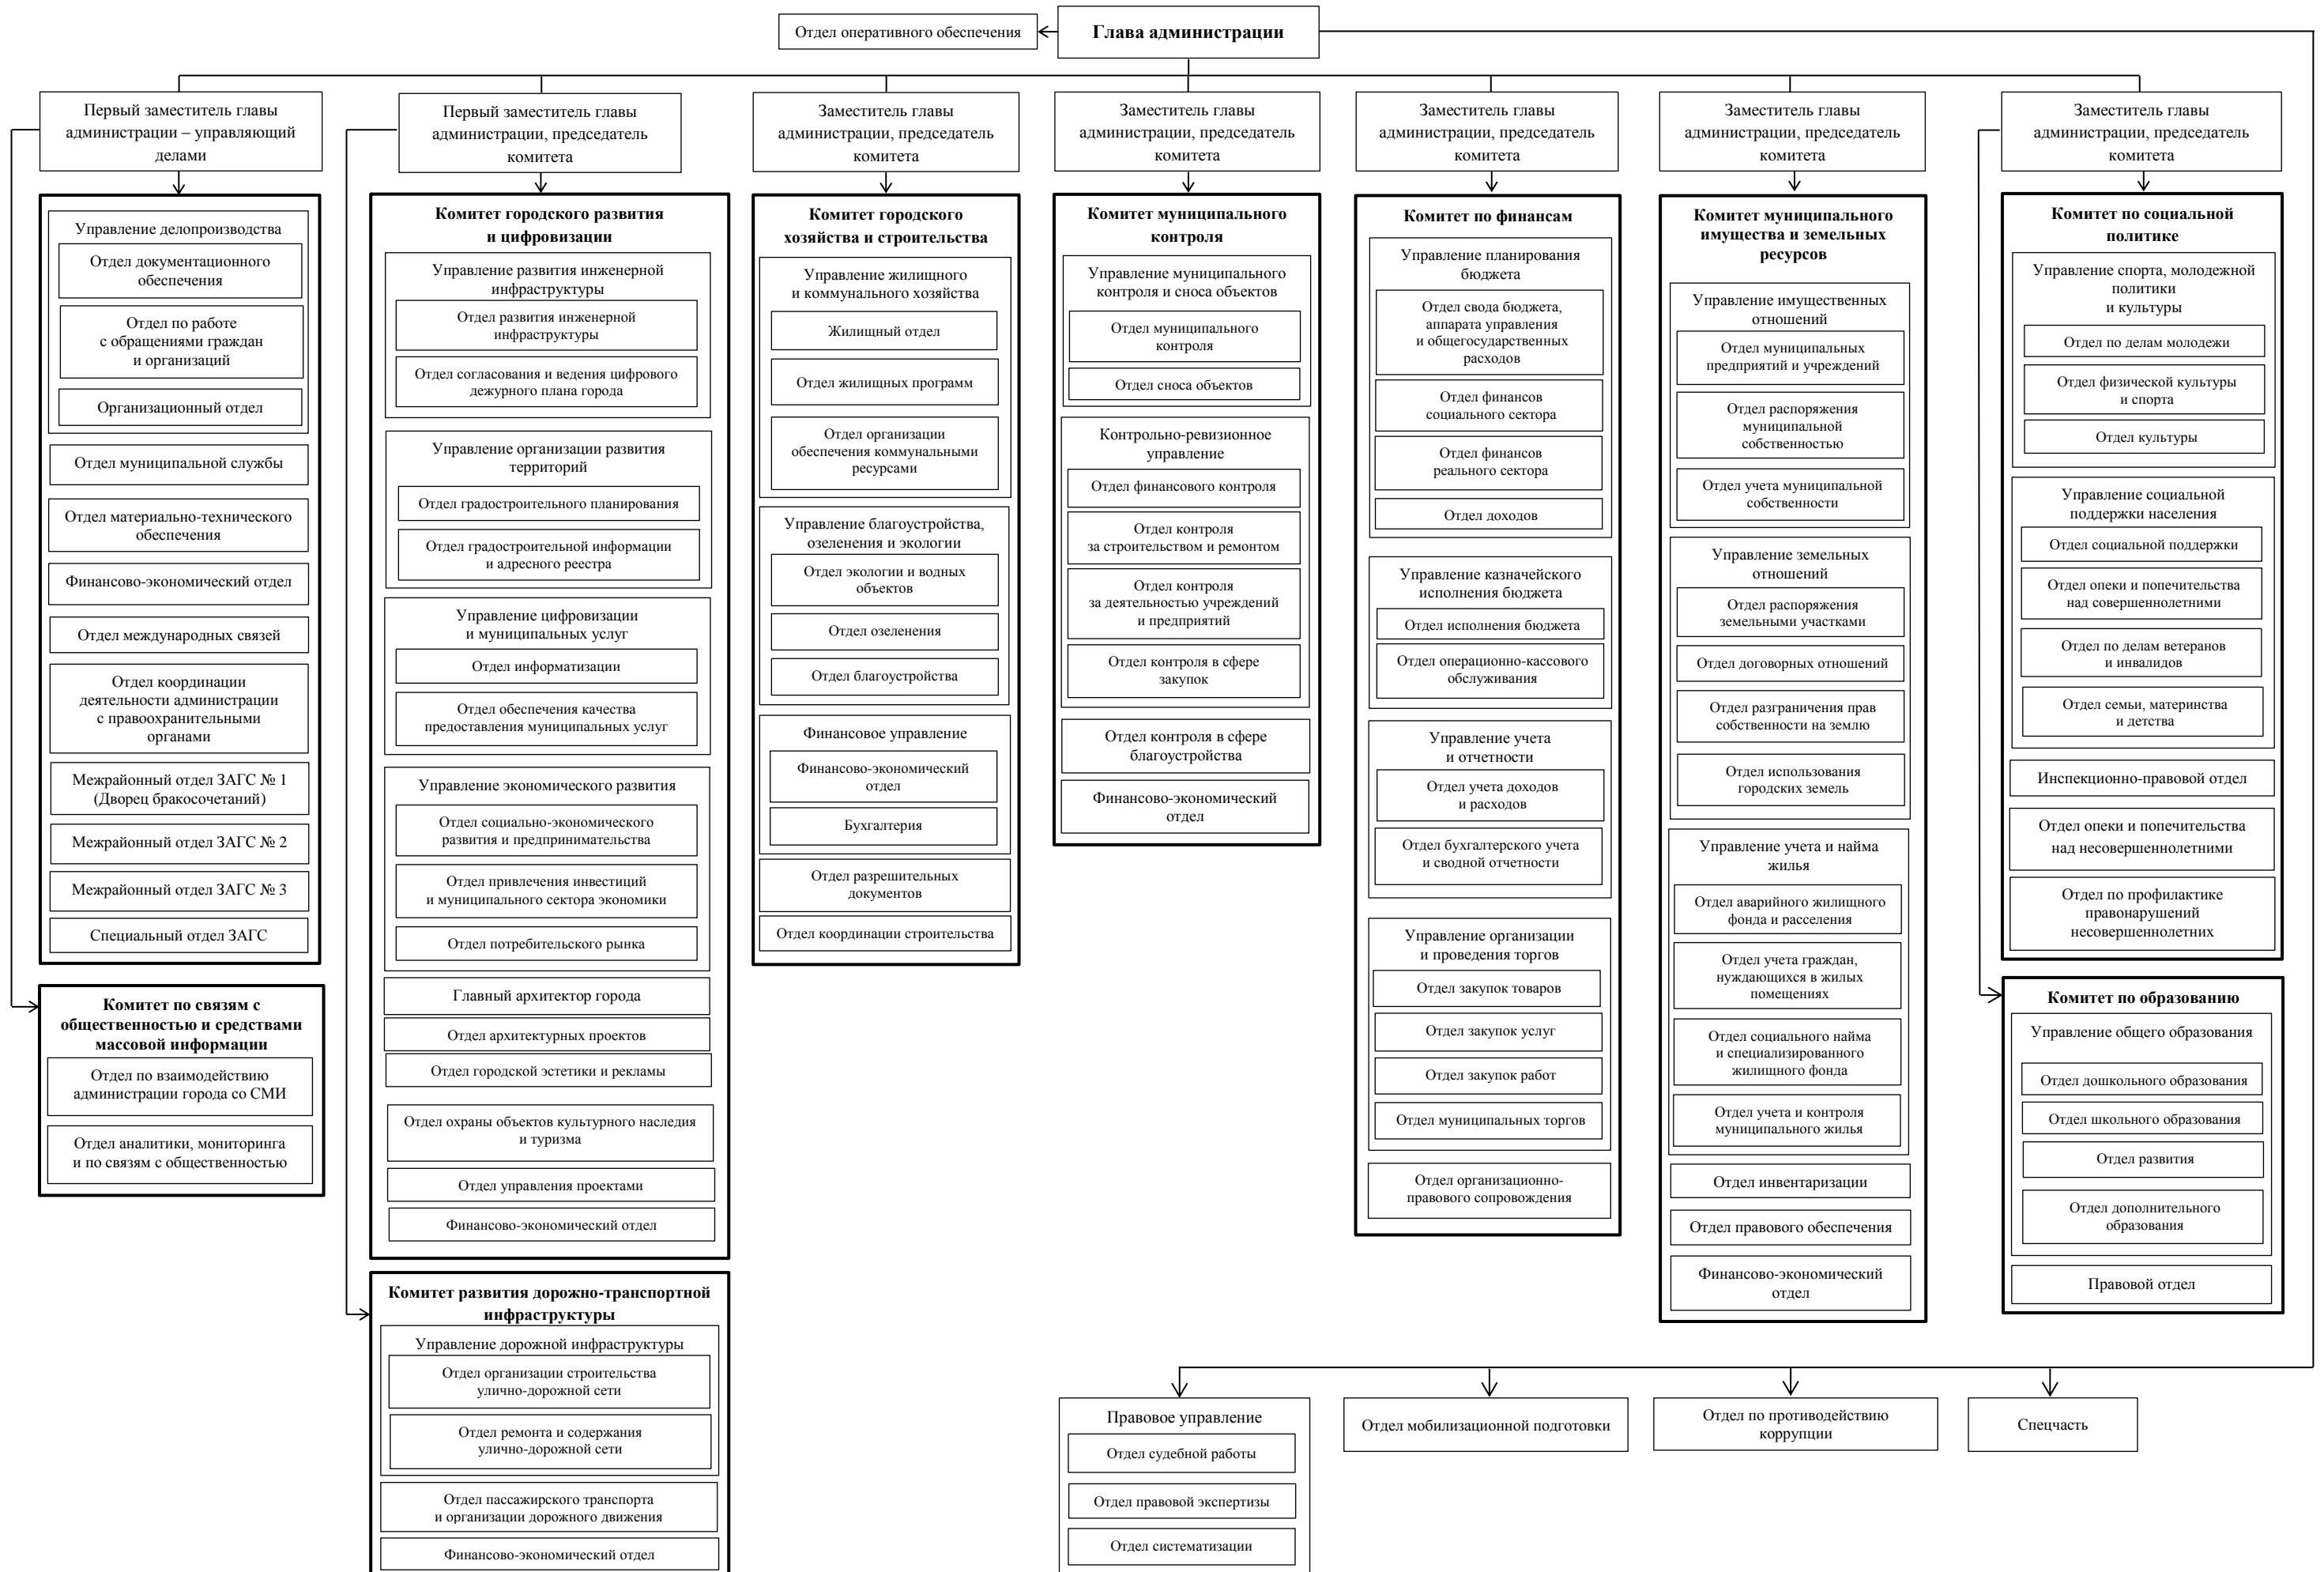 Отдел оперативного обеспечения
Глава администрации
Первый заместитель главы
администрации – управляющий
делами
Управление делопроизводства
Отдел документационного
обеспечения
Отдел по работе
с обращениями граждан
и организаций
Организационный отдел
Отдел муниципальной службы
Отдел материально-технического
обеспечения
Финансово-экономический отдел
Отдел международных связей
Отдел координации
деятельности администрации
с правоохранительными
органами
Межрайонный отдел ЗАГС № 1
(Дворец бракосочетаний)
Межрайонный отдел ЗАГС № 2
Межрайонный отдел ЗАГС № 3
Специальный отдел ЗАГС
Комитет по связям с
общественностью и средствами
массовой информации
Отдел по взаимодействию
администрации города со СМИ
Отдел аналитики, мониторинга
и по связям с общественностью
Первый заместитель главы
администрации, председатель
комитета
Комитет городского развития
и цифровизации
Управление развития инженерной
инфраструктуры
Отдел развития инженерной
инфраструктуры
Отдел согласования и ведения цифрового
дежурного плана города
Управление организации развития
территорий
Отдел градостроительного планирования
Отдел градостроительной информации
и адресного реестра
Управление цифровизации
и муниципальных услуг
Отдел информатизации
Отдел обеспечения качества
предоставления муниципальных услуг
Управление экономического развития
Отдел социально-экономического
развития и предпринимательства
Отдел привлечения инвестиций
и муниципального сектора экономики
Отдел потребительского рынка
Главный архитектор города
Отдел архитектурных проектов
Отдел городской эстетики и рекламы
Отдел охраны объектов культурного наследия
и туризма
Отдел управления проектами
Финансово-экономический отдел
Комитет развития дорожно-транспортной
инфраструктуры
Управление дорожной инфраструктуры
Отдел организации строительства
улично-дорожной сети
Отдел ремонта и содержания
улично-дорожной сети
Отдел пассажирского транспорта
и организации дорожного движения
Финансово-экономический отдел
Заместитель главы
администрации, председатель
комитета
Комитет городского
хозяйства и строительства
Управление жилищного
и коммунального хозяйства
Жилищный отдел
Отдел жилищных программ
Отдел организации
обеспечения коммунальными
ресурсами
Управление благоустройства,
озеленения и экологии
Отдел экологии и водных
объектов
Отдел озеленения
Отдел благоустройства
Финансовое управление
Финансово-экономический
отдел
Бухгалтерия
Отдел разрешительных
документов
Отдел координации строительства
Заместитель главы
администрации, председатель
комитета
Комитет муниципального
контроля
Управление муниципального
контроля и сноса объектов
Отдел муниципального
контроля
Отдел сноса объектов
Контрольно-ревизионное
управление
Отдел финансового контроля
Отдел контроля
за строительством и ремонтом
Отдел контроля
за деятельностью учреждений
и предприятий
Отдел контроля в сфере
закупок
Отдел контроля в сфере
благоустройства
Финансово-экономический
отдел
Заместитель главы
администрации, председатель
комитета
Комитет по финансам
Управление планирования
бюджета
Отдел свода бюджета,
аппарата управления
и общегосударственных
расходов
Отдел финансов
социального сектора
Отдел финансов
реального сектора
Отдел доходов
Управление казначейского
исполнения бюджета
Отдел исполнения бюджета
Отдел операционно-кассового
обслуживания
Управление учета
и отчетности
Отдел учета доходов
и расходов
Отдел бухгалтерского учета
и сводной отчетности
Управление организации
и проведения торгов
Отдел закупок товаров
Отдел закупок услуг
Отдел закупок работ
Отдел муниципальных торгов
Отдел организационно-
правового сопровождения
Заместитель главы
администрации, председатель
комитета
Комитет муниципального
имущества и земельных
ресурсов
Управление имущественных
отношений
Отдел муниципальных
предприятий и учреждений
Отдел распоряжения
муниципальной
собственностью
Отдел учета муниципальной
собственности
Управление земельных
отношений
Отдел распоряжения
земельными участками
Отдел договорных отношений
Отдел разграничения прав
собственности на землю
Отдел использования
городских земель
Управление учета и найма
жилья
Отдел аварийного жилищного
фонда и расселения
Отдел учета граждан,
нуждающихся в жилых
помещениях
Отдел социального найма
и специализированного
жилищного фонда
Отдел учета и контроля
муниципального жилья
Отдел инвентаризации
Отдел правового обеспечения
Финансово-экономический
отдел
Заместитель главы
администрации, председатель
комитета
Комитет по социальной
политике
Управление спорта, молодежной
политики
и культуры
Отдел по делам молодежи
Отдел физической культуры
и спорта
Отдел культуры
Управление социальной
поддержки населения
Отдел социальной поддержки
Отдел опеки и попечительства
над совершеннолетними
Отдел по делам ветеранов
и инвалидов
Отдел семьи, материнства
и детства
Инспекционно-правовой отдел
Отдел опеки и попечительства
над несовершеннолетними
Отдел по профилактике
правонарушений
несовершеннолетних
Комитет по образованию
Управление общего образования
Отдел дошкольного образования
Отдел школьного образования
Отдел развития
Отдел дополнительного
образования
Правовой отдел
Правовое управление
Отдел судебной работы
Отдел правовой экспертизы
Отдел систематизации
Отдел мобилизационной подготовки
Отдел по противодействию
коррупции
Спецчасть